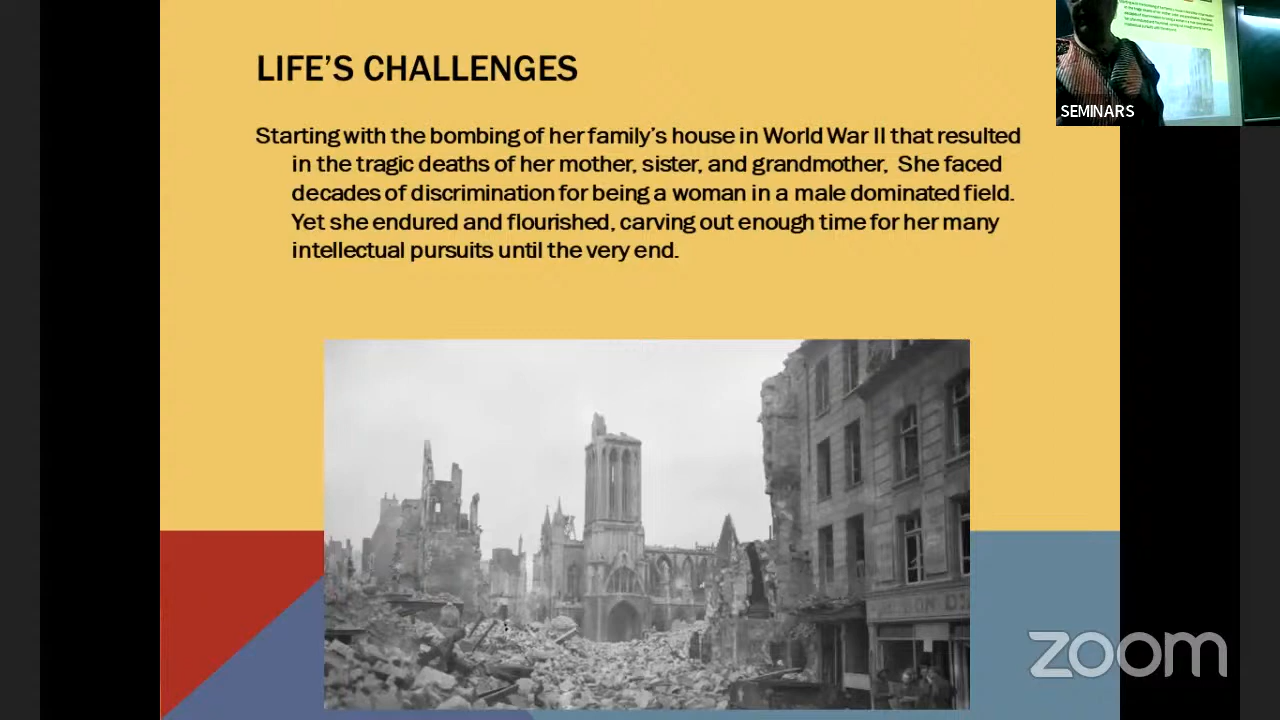 LIFE'S CHALLENGES
Starting with the bombing of her family's house in World War II that resulted
in the tragic deaths of her mother, sister, and grandmother,  She faced
decades of discrimination for being a woman in a male dominated field.
Yet she endured and flourished, carving out enough time for her many
intellectual pursuits until the very end.
SEMINARS
zoom